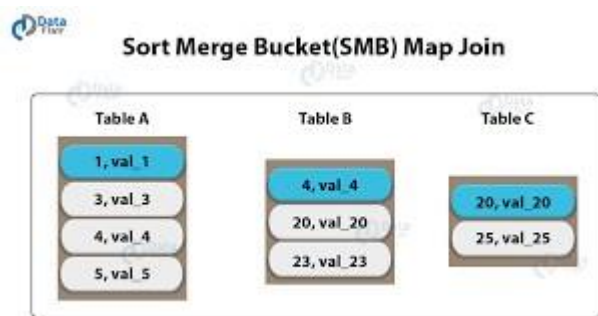 Data
Flair
Sort Merge Bucket(SMB) Map Join
Table A
1, val_1
3, val_3
4, val_4
5, val_5
Table B
4, val_4
20, val_20
23, val_23
Table C
20, val_20
25, val_25